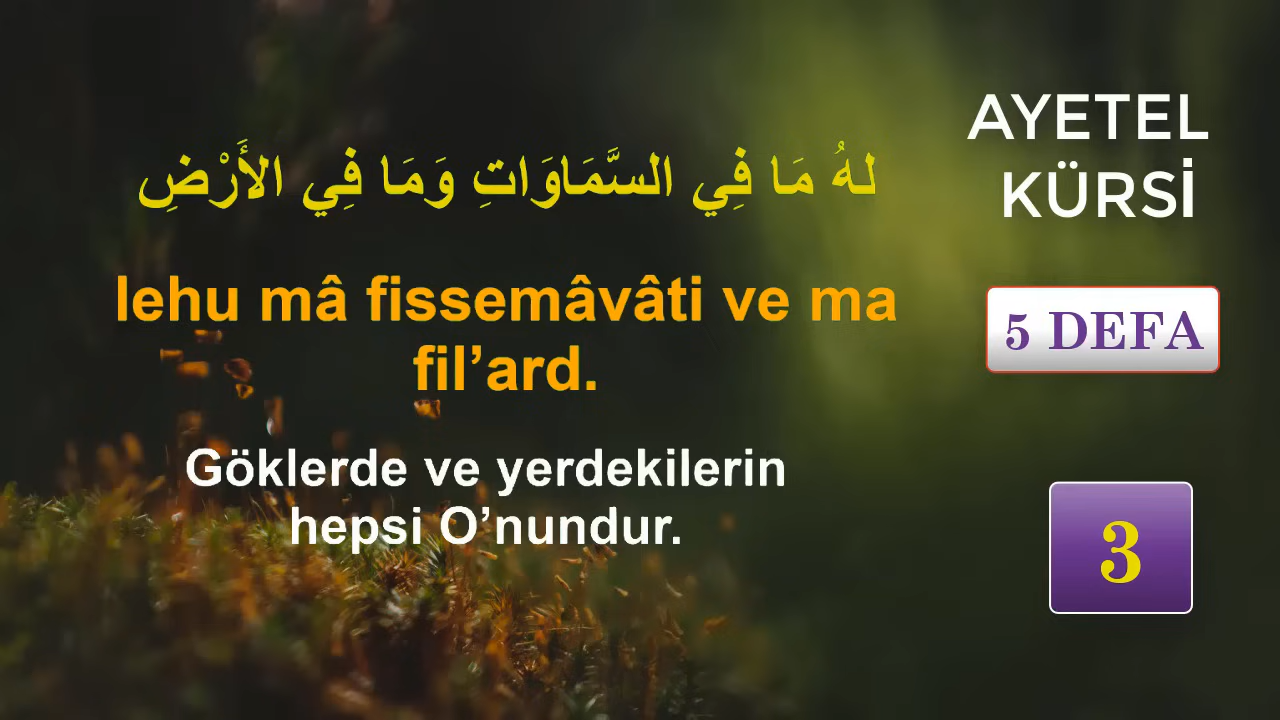 لهُ مَا فِي السَّمَاوَاتِ وَمَا فِي الأَرْضِ
lehu mâ fissemâvâti ve ma
fil’ard.
Göklerde ve yerdekilerin
hepsi O’nundur.
AYETEL
KÜRSİ
5 DEFA
3